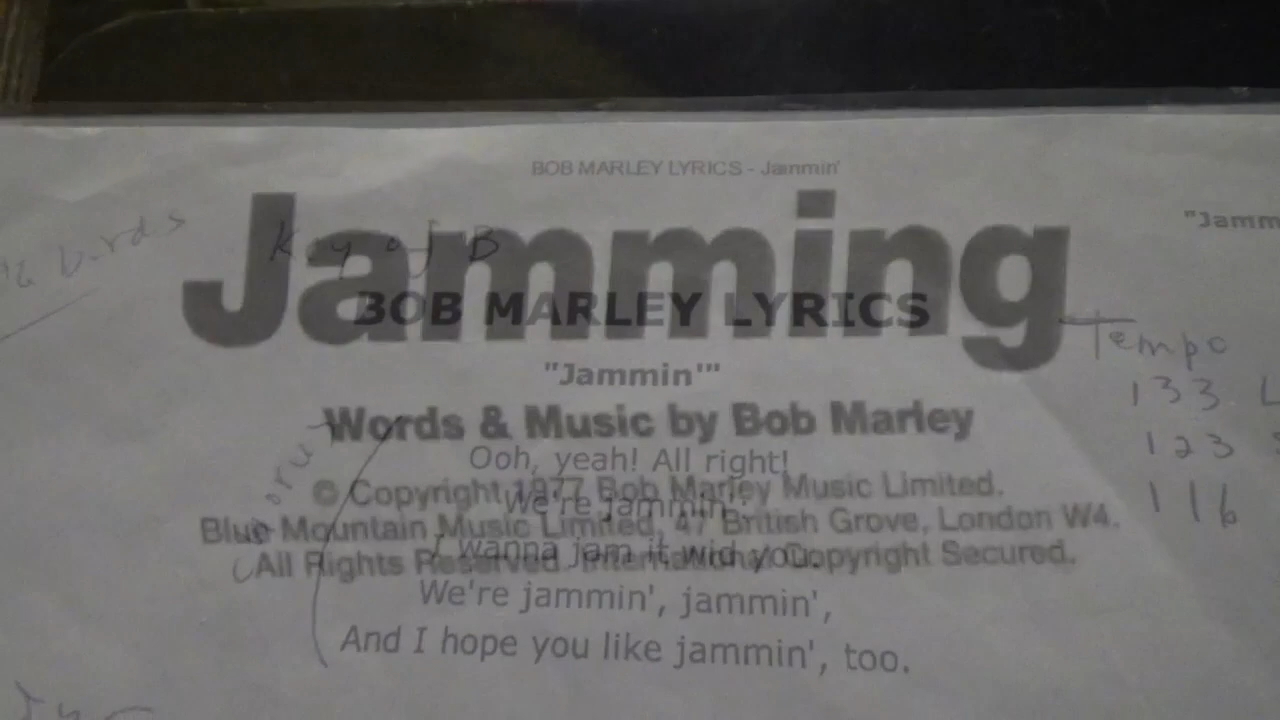 BOB MARLEY LYRICS - Jammin'
Jamming
Key of B
birds
"Jamm
BOB MARLEY LYRICS
Tempo
"Jammin'"
133 L
Words & Music by Bob Marley
123
Ooh, yeah! All right!
© Copyright 1977 Bob Marley Music Limited.
We're jammin':
116
Blue Mountain Music Limited, 47 British Grove, London W4.
I wanna jam it wid you.
All Rights Reserved. International Copyright Secured.
We're jammin', jammin',
And I hope you like jammin', too.